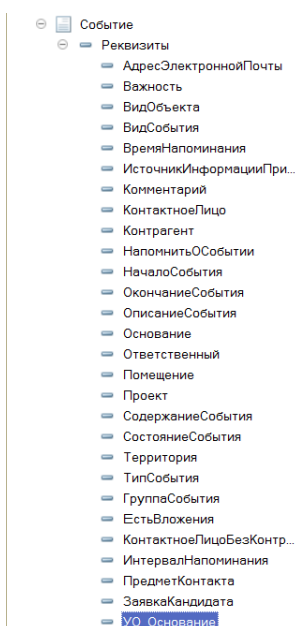 Событие
Реквизиты
АдресЭлектроннойПочты
Важность
ВидОбъекта
ВидСобытия
ВремяНапоминания
ИсточникИнформацииПри...
Комментарий
КонтактноеЛицо
Контрагент
НапомнитьОСобытии
НачалоСобытия
ОкончаниеСобытия
ОписаниеСобытия
Основание
Ответственный
Помещение
Проект
СодержаниеСобытия
СостояниеСобытия
Территория
ТипСобытия
ГруппаСобытия
ЕстьВложения
КонтактноеЛицоБезКонтр...
ИнтервалНапоминания
ПредметКонтакта
ЗаявкаКандидата
УО_Основание